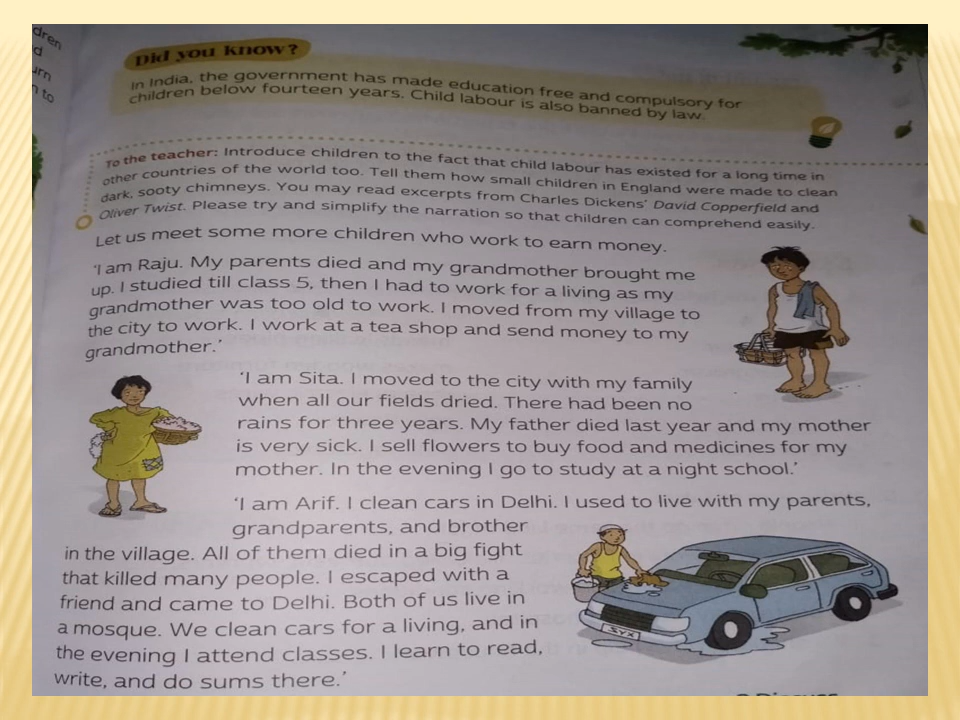 dren
d
urn
n to
Did you know?
In India, the government has made education free and compulsory for
children below fourteen years. Child labour is also banned by law.
To the teacher: Introduce children to the fact that child labour has existed for a long time in
other countries of the world too. Tell them how small children in England were made to clean
dark, sooty chimneys. You may read excerpts from Charles Dickens' David Copperfield and
Oliver Twist. Please try and simplify the narration so that children can comprehend easily.
Let us meet some more children who work to earn money.
'I am Raju. My parents died and my grandmother brought me
up. I studied till class 5, then I had to work for a living as my
grandmother was too old to work. I moved from my village to
the city to work. I work at a tea shop and send money to my
grandmother.'
'I am Sita. I moved to the city with my family
when all our fields dried. There had been no
rains for three years. My father died last year and my mother
is very sick. I sell flowers to buy food and medicines for my
mother. In the evening I go to study at a night school.'
'I am Arif. I clean cars in Delhi. I used to live with my parents,
grandparents, and brother
in the village. All of them died in a big fight
that killed many people. I escaped with a
friend and came to Delhi. Both of us live in
a mosque. We clean cars for a living, and in
the evening I attend classes. I learn to read,
write, and do sums there.'
SYX